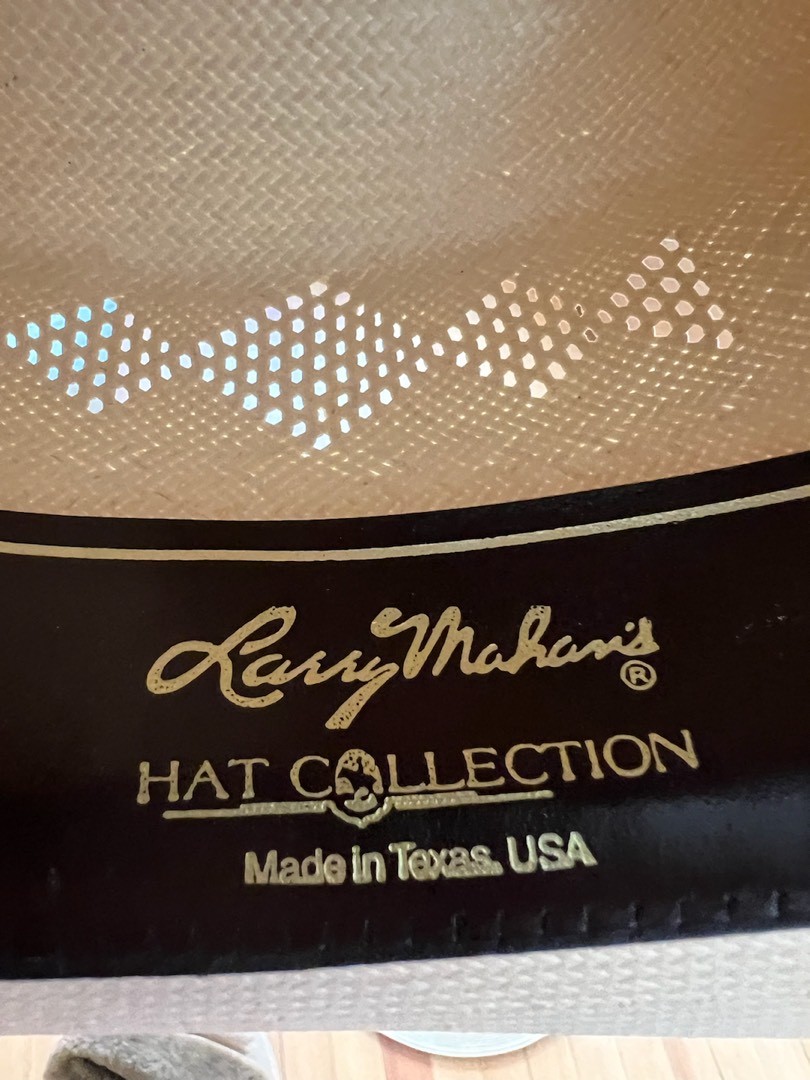 Larry Mahan's®
HAT COLLECTION
Made in Texas, USA